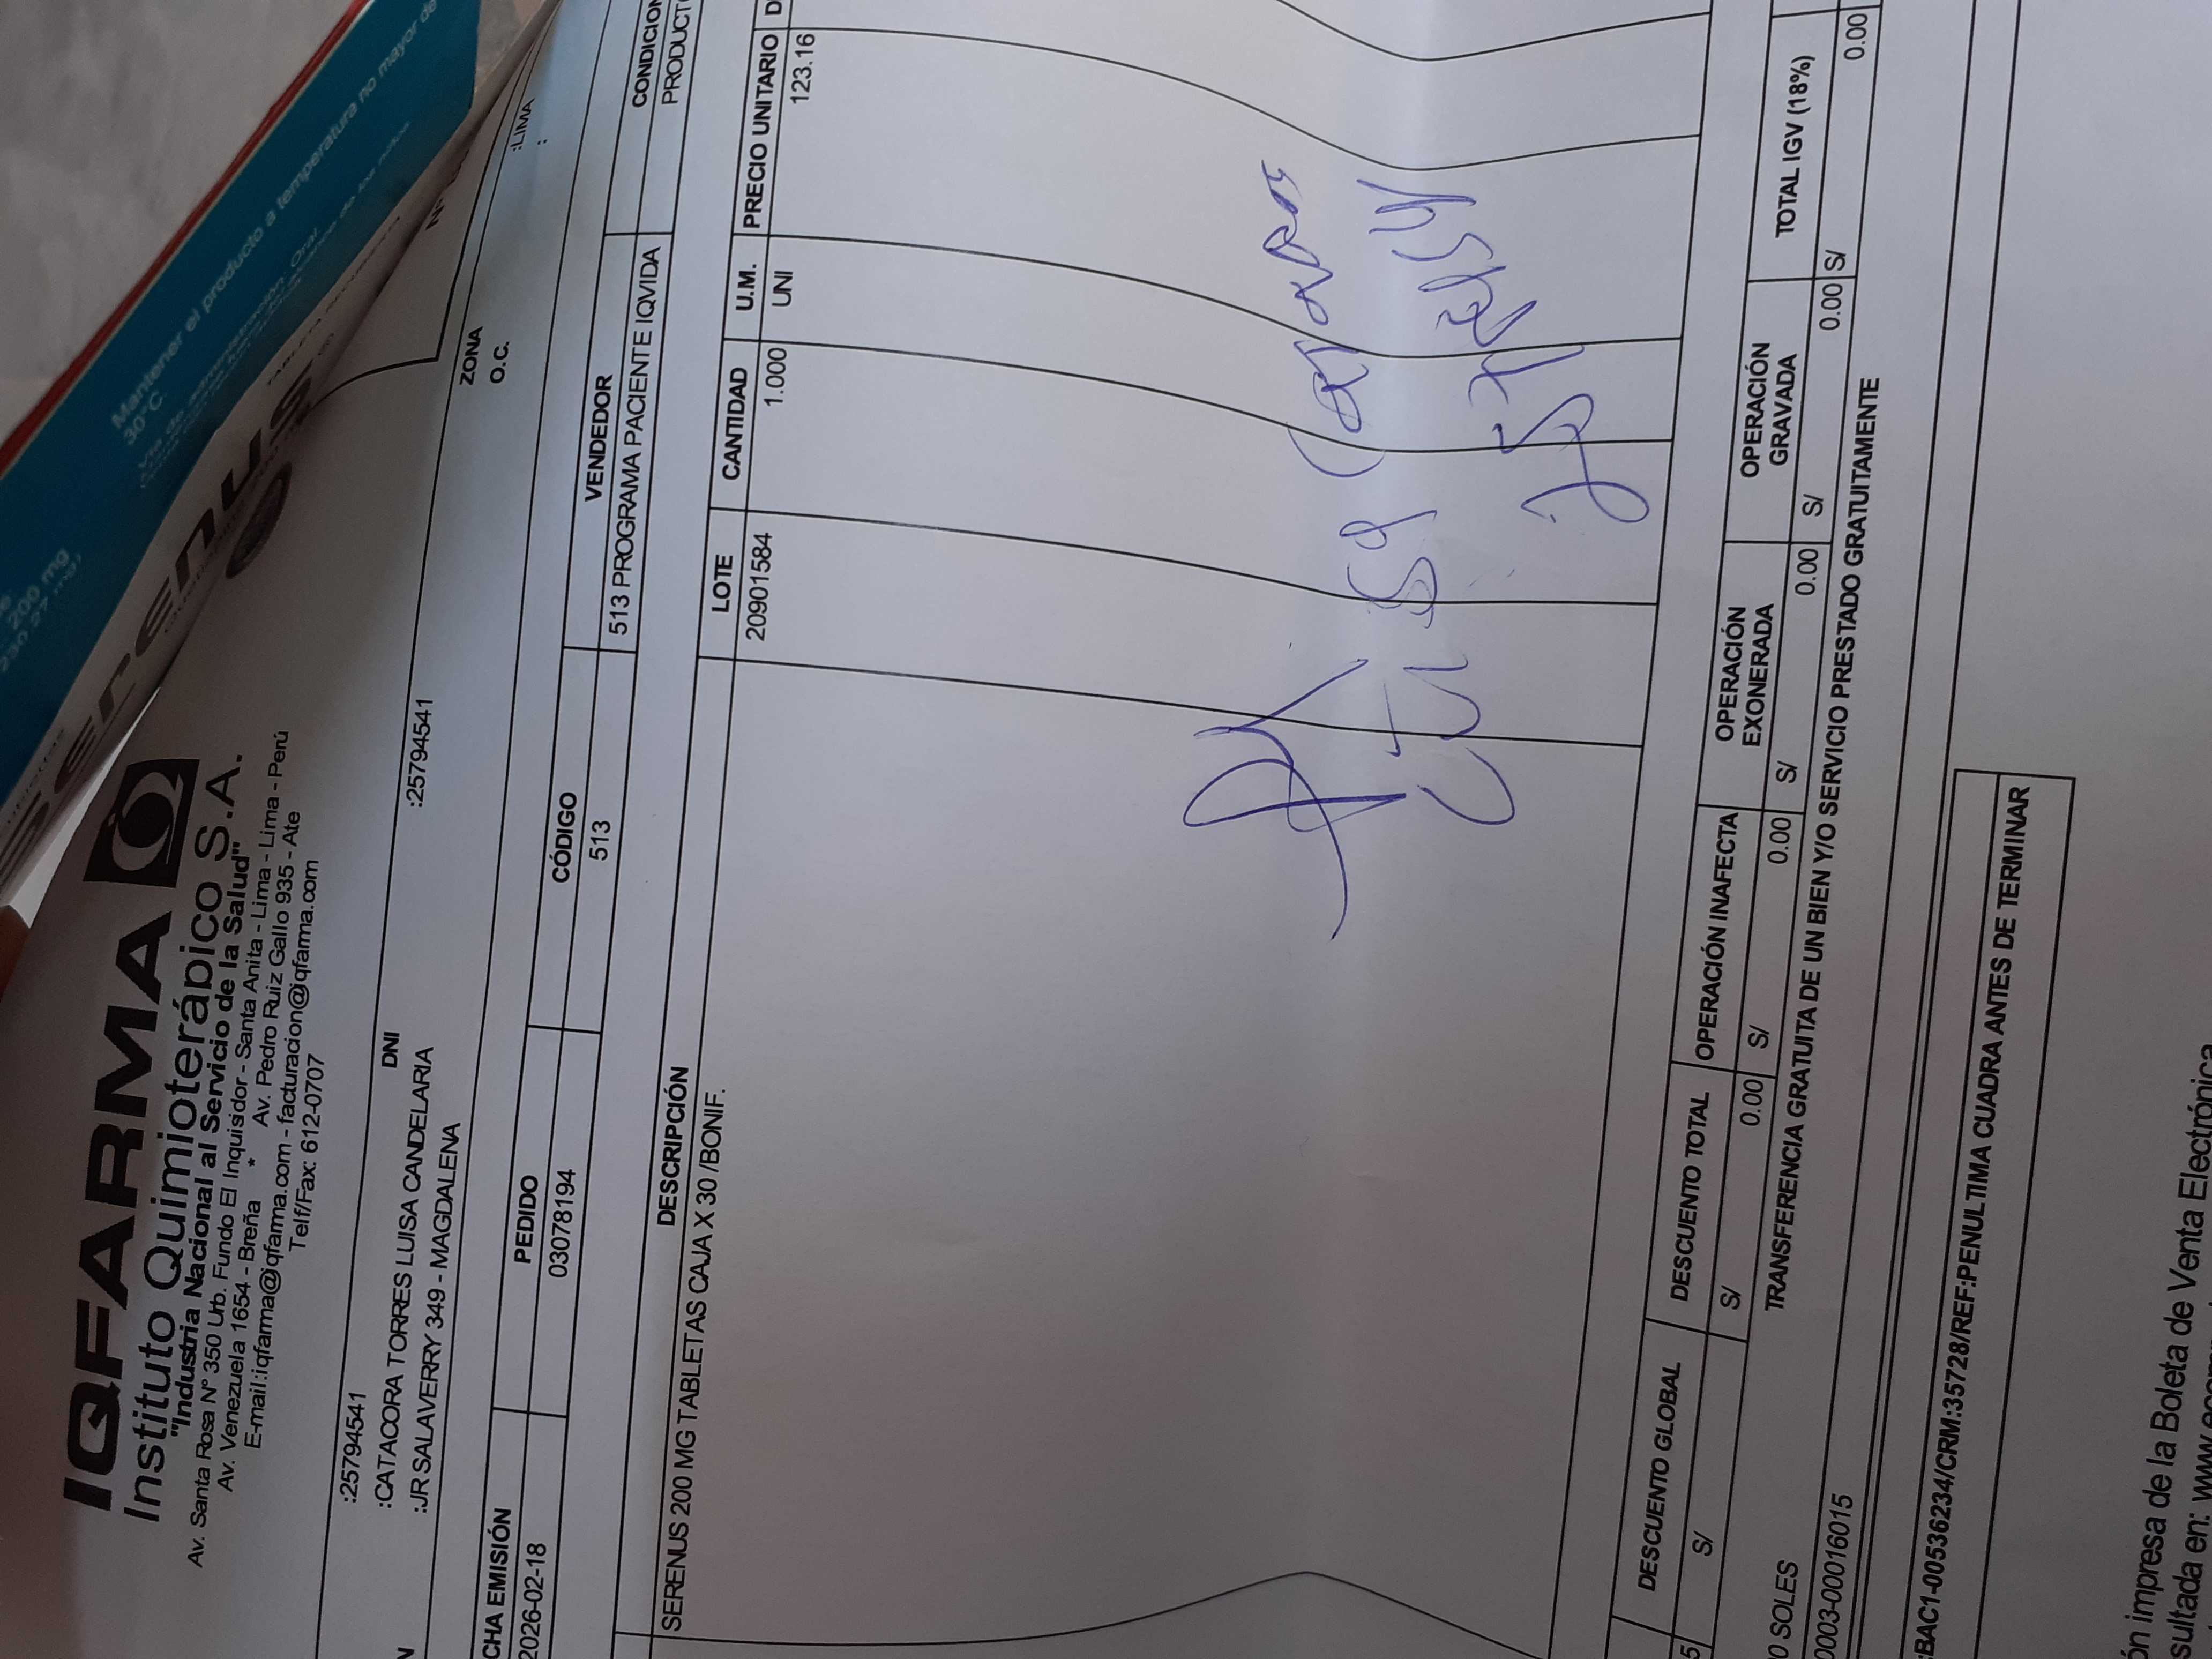 Mantener el producto a temperatura no mayor de
30°C
200 mg
Serenus
IQFARMA
Instituto Quimioterápico S.A.
"Industria Nacional al Servicio de la Salud"
Av. Santa Rosa N° 350 Urb. Fundo El Inquisidor - Santa Anita - Lima - Lima - Perú
Av. Venezuela 1654 - Breña * Av. Pedro Ruiz Gallo 935 - Ate
E-mail:iqfarma@iqfarma.com - facturacion@iqfarma.com
Telf/Fax: 612-0707
:25794541 DNI :25794541
:CATACORA TORRES LUISA CANDELARIA
:JR SALAVERRY 349 - MAGDALENA
ZONA :LIMA
O.C. :
CHA EMISIÓN PEDIDO CÓDIGO VENDEDOR CONDICION
2026-02-18 03078194 513 513 PROGRAMA PACIENTE IQVIDA PRODUCT
DESCRIPCIÓN LOTE CANTIDAD U.M. PRECIO UNITARIO D
SERENUS 200 MG TABLETAS CAJA X 30 /BONIF. 20901584 1.000 UNI 123.16
DESCUENTO GLOBAL DESCUENTO TOTAL OPERACIÓN INAFECTA OPERACIÓN EXONERADA OPERACIÓN GRAVADA TOTAL IGV (18%)
S/ S/ 0.00 S/ 0.00 S/ 0.00 S/ 0.00 S/ 0.00
0 SOLES TRANSFERENCIA GRATUITA DE UN BIEN Y/O SERVICIO PRESTADO GRATUITAMENTE
0003-00016015
:BAC1-00536234/CRM:35728/REF:PENULTIMA CUADRA ANTES DE TERMINAR
ón impresa de la Boleta de Venta Electrónica
sultada en: